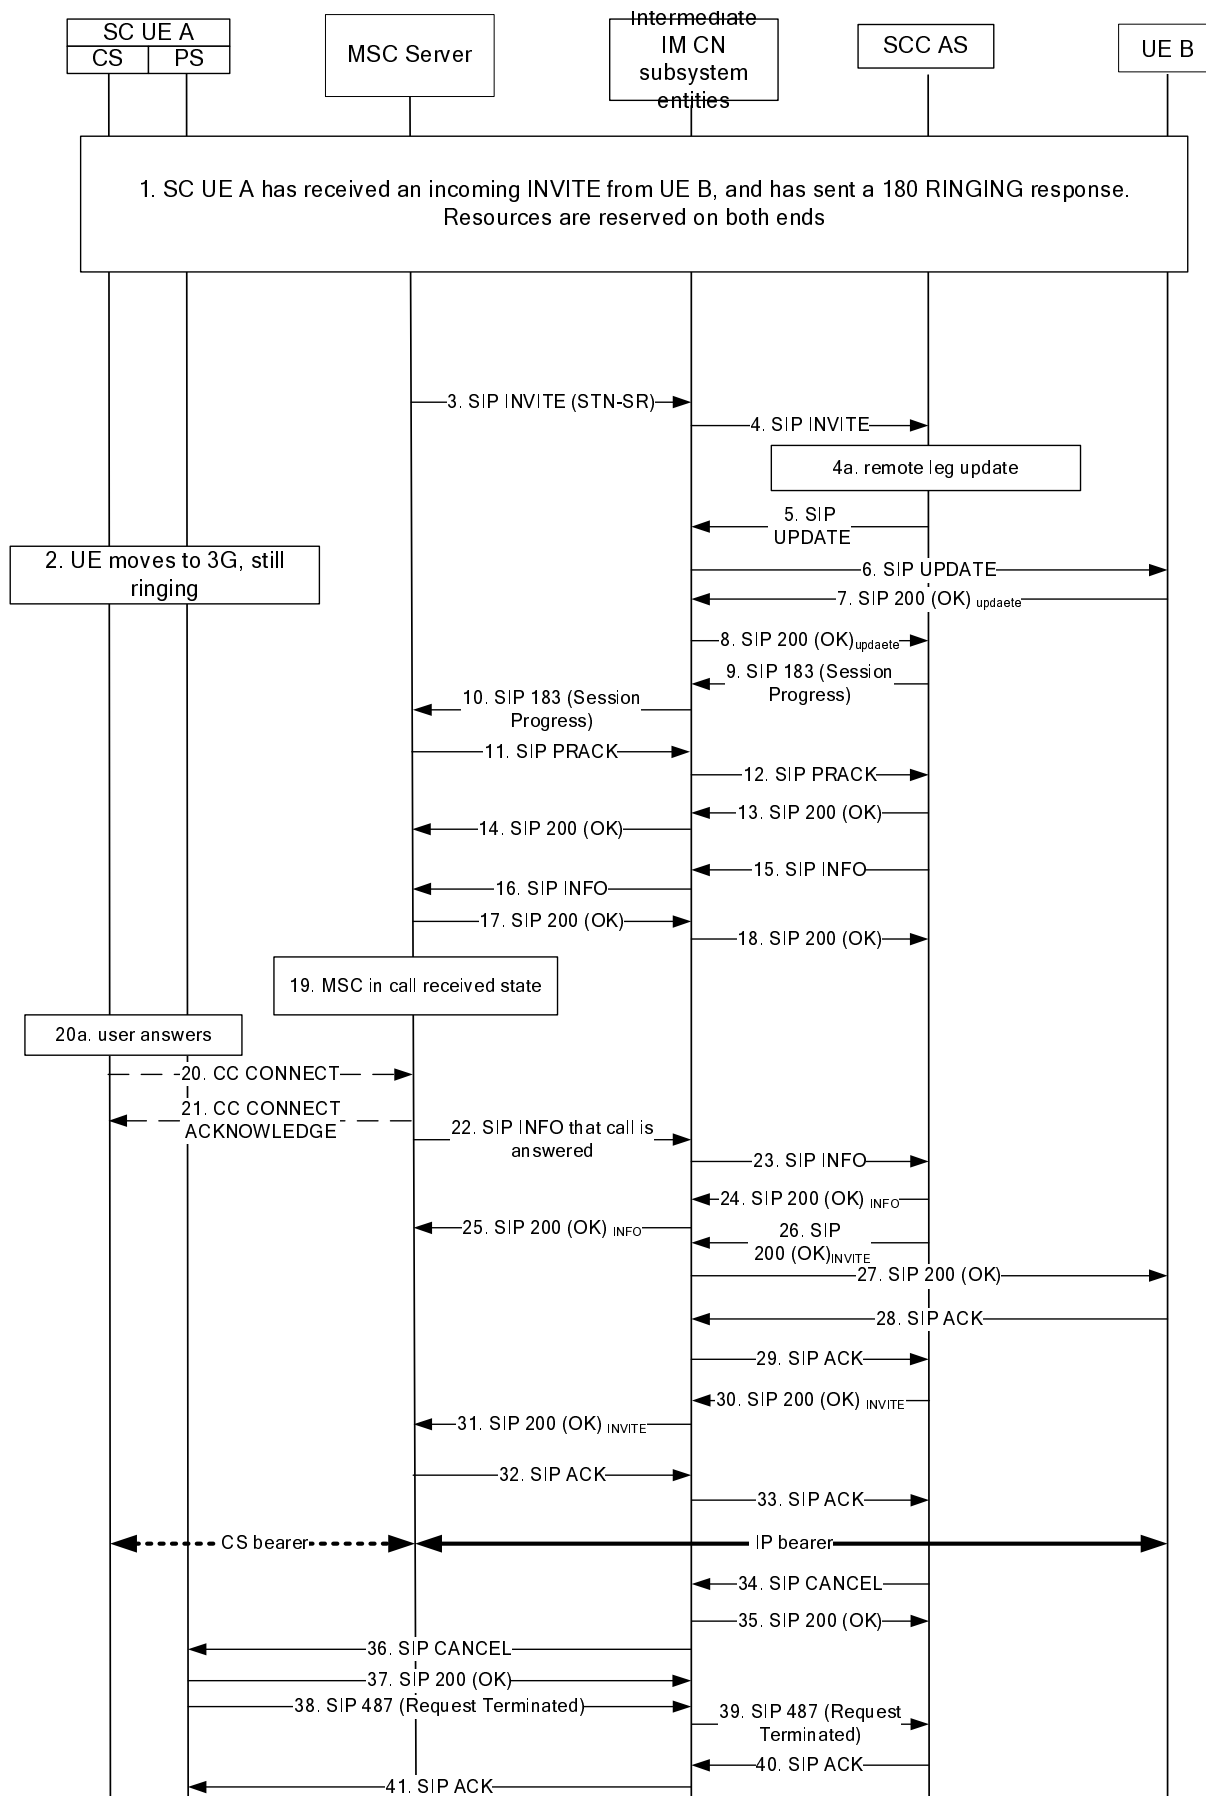 SC UE A
CS
PS
MSC Server
Intermediate
IM CN
subsystem
entities
SCC AS
UE B
1. SC UE A has received an incoming INVITE from UE B, and has sent a 180 RINGING response.
Resources are reserved on both ends
3. SIP INVITE (STN-SR)
4. SIP INVITE
4a. remote leg update
5. SIP
UPDATE
2. UE moves to 3G, still
ringing
6. SIP UPDATE
7. SIP 200 (OK) updaete
8. SIP 200 (OK)updaete
9. SIP 183 (Session
Progress)
10. SIP 183 (Session
Progress)
11. SIP PRACK
12. SIP PRACK
13. SIP 200 (OK)
14. SIP 200 (OK)
15. SIP INFO
16. SIP INFO
17. SIP 200 (OK)
18. SIP 200 (OK)
19. MSC in call received state
20a. user answers
20. CC CONNECT
21. CC CONNECT
ACKNOWLEDGE
22. SIP INFO that call is
answered
23. SIP INFO
24. SIP 200 (OK) INFO
25. SIP 200 (OK) INFO
26. SIP
200 (OK)INVITE
27. SIP 200 (OK)
28. SIP ACK
29. SIP ACK
30. SIP 200 (OK) INVITE
31. SIP 200 (OK) INVITE
32. SIP ACK
33. SIP ACK
CS bearer
IP bearer
34. SIP CANCEL
35. SIP 200 (OK)
36. SIP CANCEL
37. SIP 200 (OK)
38. SIP 487 (Request Terminated)
39. SIP 487 (Request
Terminated)
40. SIP ACK
41. SIP ACK